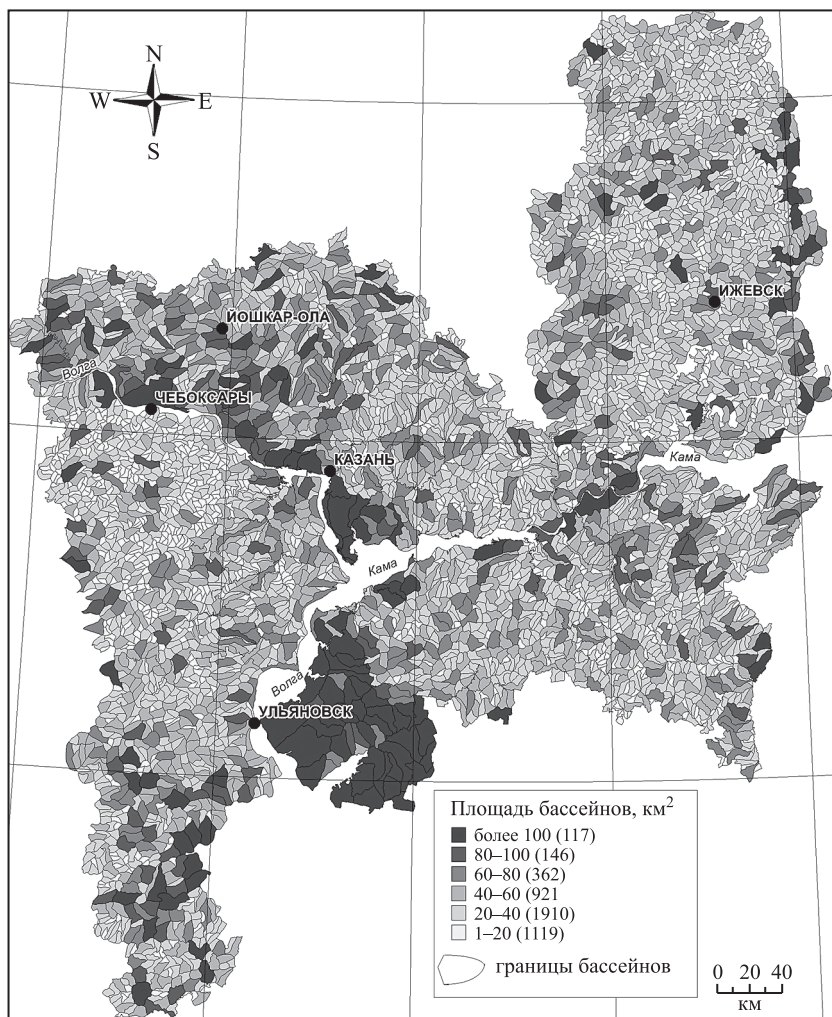 N
W E
S
ИЖЕВСК
ЙОШКАР-ОЛА
Волга
ЧЕБОКСАРЫ
КАЗАНЬ
Кама
Кама
Волга
УЛЬЯНОВСК
Площадь бассейнов, км2
более 100 (117)
80–100 (146)
60–80 (362)
40–60 (921
20–40 (1910)
1–20 (1119)
границы бассейнов
0 20 40
км